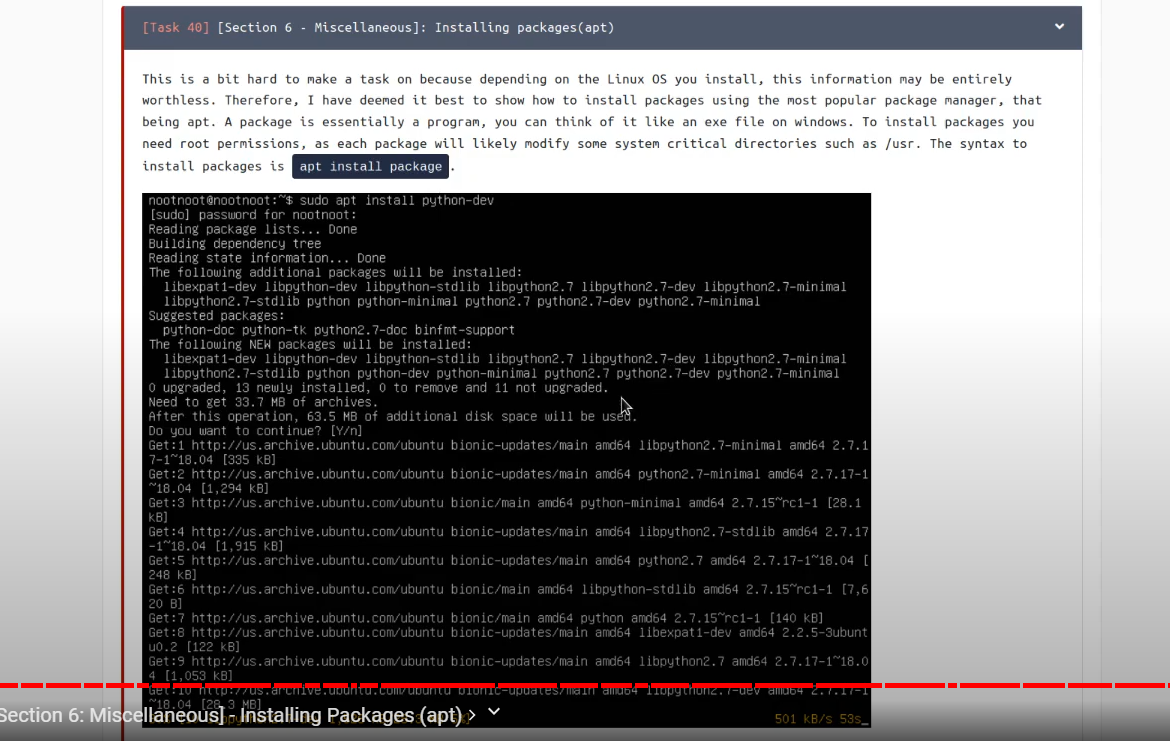 [Task 40] [Section 6 - Miscellaneous]: Installing packages(apt)
This is a bit hard to make a task on because depending on the Linux OS you install, this information may be entirely
worthless. Therefore, I have deemed it best to show how to install packages using the most popular package manager, that
being apt. A package is essentially a program, you can think of it like an exe file on windows. To install packages you
need root permissions, as each package will likely modify some system critical directories such as /usr. The syntax to
install packages is apt install package .
nootnoot@nootnoot:~$ sudo apt install python-dev
[sudo] password for nootnoot:
Reading package lists... Done
Building dependency tree
Reading state information... Done
The following additional packages will be installed:
libexpat1-dev libpython-dev libpython-stdlib libpython2.7 libpython2.7-dev libpython2.7-minimal
libpython2.7-stdlib python python-minimal python2.7 python2.7-dev python2.7-minimal
Suggested packages:
python-doc python-tk python2.7-doc binfmt-support
The following NEW packages will be installed:
libexpat1-dev libpython-dev libpython-stdlib libpython2.7 libpython2.7-dev libpython2.7-minimal
libpython2.7-stdlib python python-dev python-minimal python2.7 python2.7-dev python2.7-minimal
0 upgraded, 13 newly installed, 0 to remove and 11 not upgraded.
Need to get 33.7 MB of archives.
After this operation, 63.5 MB of additional disk space will be used.
Do you want to continue? [Y/n]
Get:1 http://us.archive.ubuntu.com/ubuntu bionic-updates/main amd64 libpython2.7-minimal amd64 2.7.1
7-1~18.04 [335 kB]
Get:2 http://us.archive.ubuntu.com/ubuntu bionic-updates/main amd64 python2.7-minimal amd64 2.7.17-1
~18.04 [1,294 kB]
Get:3 http://us.archive.ubuntu.com/ubuntu bionic/main amd64 python-minimal amd64 2.7.15~rc1-1 [28.1
kB]
Get:4 http://us.archive.ubuntu.com/ubuntu bionic-updates/main amd64 libpython2.7-stdlib amd64 2.7.17
-1~18.04 [1,915 kB]
Get:5 http://us.archive.ubuntu.com/ubuntu bionic-updates/main amd64 python2.7 amd64 2.7.17-1~18.04 [
248 kB]
Get:6 http://us.archive.ubuntu.com/ubuntu bionic/main amd64 libpython-stdlib amd64 2.7.15~rc1-1 [7,6
20 B]
Get:7 http://us.archive.ubuntu.com/ubuntu bionic/main amd64 python amd64 2.7.15~rc1-1 [140 kB]
Get:8 http://us.archive.ubuntu.com/ubuntu bionic-updates/main amd64 libexpat1-dev amd64 2.2.5-3ubunt
u0.2 [122 kB]
Get:9 http://us.archive.ubuntu.com/ubuntu bionic-updates/main amd64 libpython2.7 amd64 2.7.17-1~18.0
4 [1,053 kB]
Get:10 http://us.archive.ubuntu.com/ubuntu bionic-updates/main amd64 libpython2.7-dev amd64 2.7.17-1
~18.04 [28.3 MB]
Section 6: Miscellaneous] - Installing Packages (apt)
501 kB/s 53s_